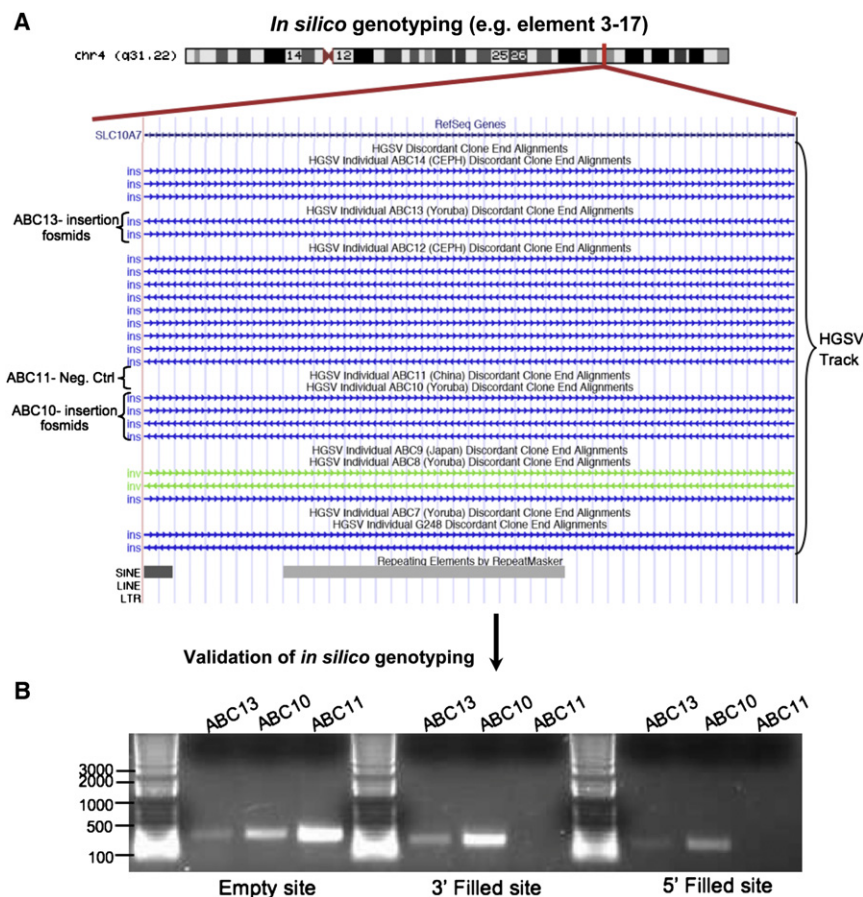 A
In silico genotyping (e.g. element 3-17)
chr4 (q31.22)
14
12
25
26
RefSeq Genes
SLC10A7
HGSV Discordant Clone End Alignments
HGSV Individual ABC14 (CEPH) Discordant Clone End Alignments
ins
ins
ins
HGSV Individual ABC13 (Yoruba) Discordant Clone End Alignments
ABC13- insertion
fosmids
ins
ins
HGSV Individual ABC12 (CEPH) Discordant Clone End Alignments
ins
ins
ins
ins
ins
ins
ins
ins
ins
HGSV
Track
ABC11- Neg. Ctrl
HGSV Individual ABC11 (China) Discordant Clone End Alignments
HGSV Individual ABC10 (Yoruba) Discordant Clone End Alignments
ABC10- insertion
fosmids
ins
ins
ins
ins
HGSV Individual ABC9 (Japan) Discordant Clone End Alignments
HGSV Individual ABC8 (Yoruba) Discordant Clone End Alignments
inv
inv
ins
HGSV Individual ABC7 (Yoruba) Discordant Clone End Alignments
HGSV Individual G248 Discordant Clone End Alignments
ins
ins
Repeating Elements by RepeatMasker
SINE
LINE
LTR
Validation of in silico genotyping
B
ABC13 ABC10 ABC11 ABC13 ABC10 ABC11 ABC13 ABC10 ABC11
3000
2000
1000
500
100
Empty site 3' Filled site 5' Filled site